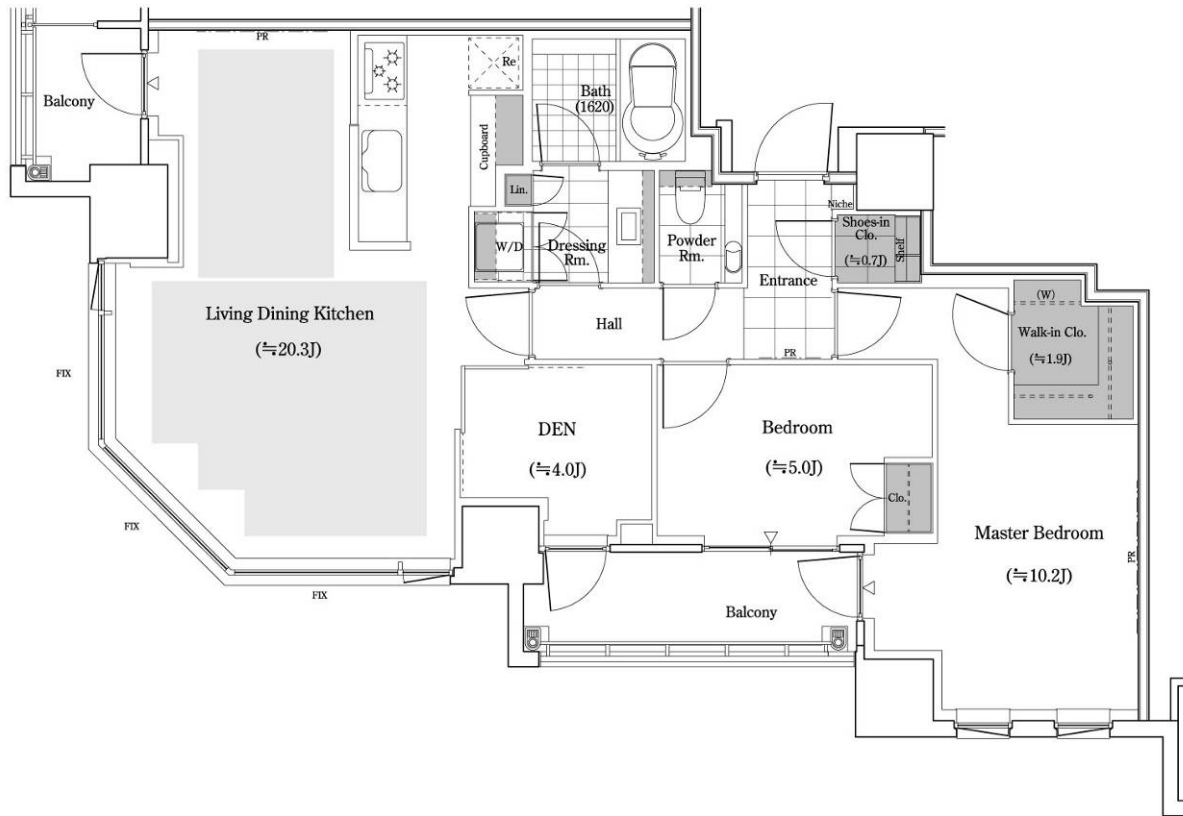 PR
Re
Balcony
Bath
(1620)
Cupboard
Lin.
Niche
W/D
Dressing
Rm.
Powder
Rm.
Shoes-in
Clo.
(≒0.7J)
Shelf
Entrance
Living Dining Kitchen
(≒20.3J)
Hall
PR
(W)
Walk-in Clo.
(≒1.9J)
FIX
DEN
(≒4.0J)
Bedroom
(≒5.0J)
Clo.
FIX
Master Bedroom
(≒10.2J)
PR
FIX
Balcony